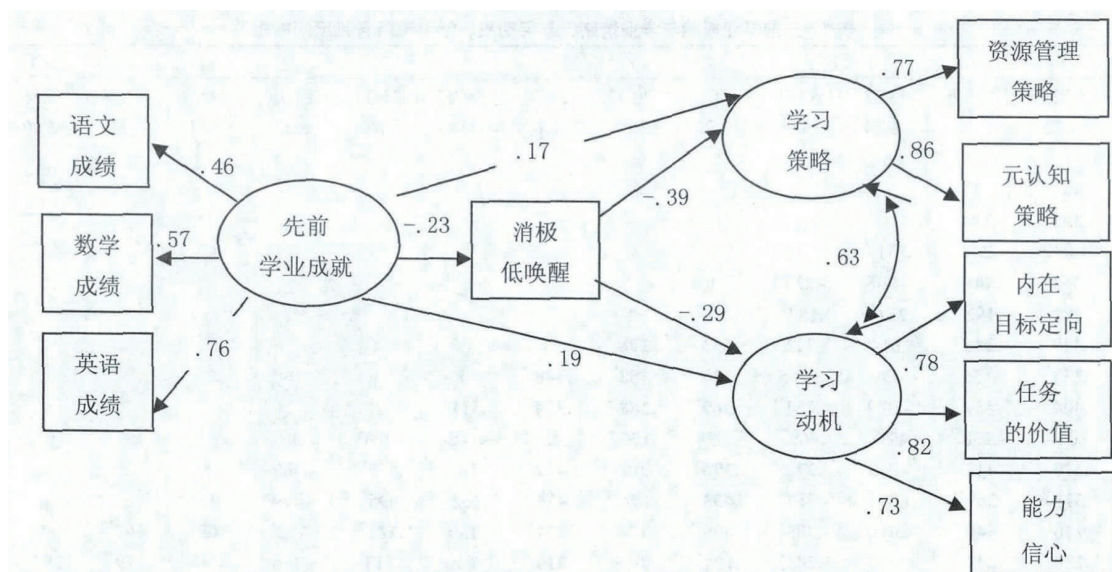 资源管理
策略
.77
学习
策略
.86
元认知
策略
语文
成绩
.46
.17
先前
学业成就
-.23
消极
低唤醒
-.39
数学
成绩
.57
.63
内在
目标定向
-.29
.19
.78
英语
成绩
.76
学习
动机
任务
的价值
.82
.73
能力
信心